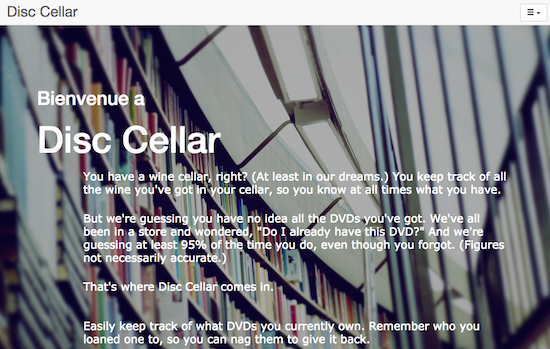 Disc Cellar
Bienvenue a
Disc Cellar
You have a wine cellar, right? (At least in our dreams.) You keep track of all
the wine you've got in your cellar, so you know at all times what you have.
But we're guessing you have no idea all the DVDs you've got. We've all
been in a store and wondered, "Do I already have this DVD?" And we're
guessing at least 95% of the time you do, even though you forgot. (Figures
not necessarily accurate.)
That's where Disc Cellar comes in.
Easily keep track of what DVDs you currently own. Remember who you
loaned one to, so you can nag them to give it back.